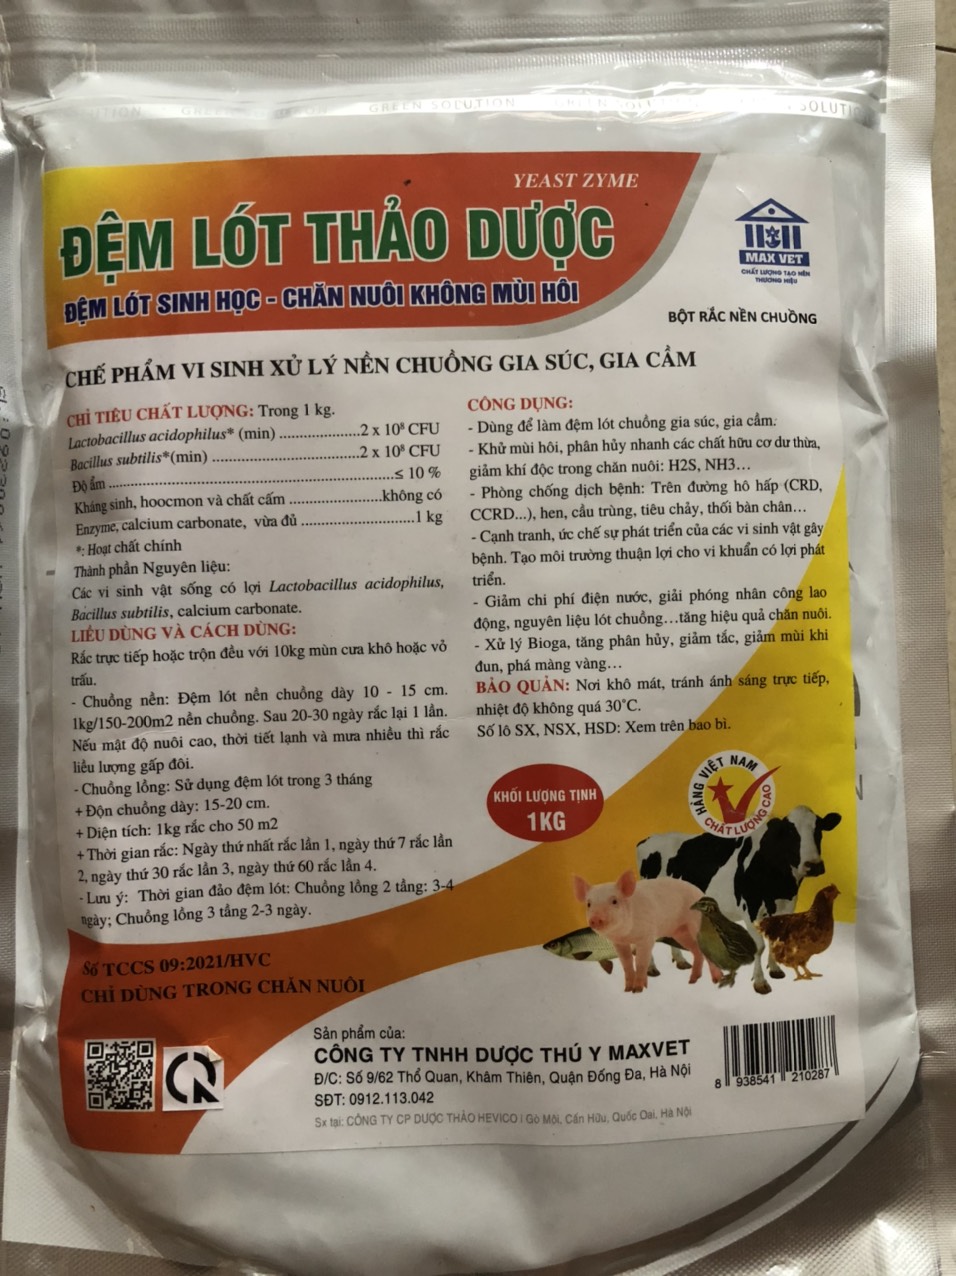 GREEN SOLUTION
YEAST ZYME
ĐỆM LÓT THẢO DƯỢC
ĐỆM LÓT SINH HỌC - CHĂN NUÔI KHÔNG MÙI HÔI
MAX VET
CHẤT LƯỢNG TẠO NÊN
THƯƠNG HIỆU
BỘT RẮC NỀN CHUỒNG
CHẾ PHẨM VI SINH XỬ LÝ NỀN CHUỒNG GIA SÚC, GIA CẦM
CHỈ TIÊU CHẤT LƯỢNG: Trong 1 kg.
Lactobacillus acidophilus* (min) ..................2 x 10⁸ CFU
Bacillus subtilis*(min) ................................2 x 10⁸ CFU
Độ ẩm ................................................................≤ 10 %
Kháng sinh, hoocmon và chất cấm ....................không có
Enzyme, calcium carbonate, vừa đủ ........................1 kg
*: Hoạt chất chính
Thành phần Nguyên liệu:
Các vi sinh vật sống có lợi Lactobacillus acidophilus,
Bacillus subtilis, calcium carbonate.
LIỀU DÙNG VÀ CÁCH DÙNG:
Rắc trực tiếp hoặc trộn đều với 10kg mùn cưa khô hoặc vỏ
trấu.
- Chuồng nền: Đệm lót nền chuồng dày 10 - 15 cm.
1kg/150-200m2 nền chuồng. Sau 20-30 ngày rắc lại 1 lần.
Nếu mật độ nuôi cao, thời tiết lạnh và mưa nhiều thì rắc
liều lượng gấp đôi.
- Chuồng lồng: Sử dụng đệm lót trong 3 tháng
+ Độn chuồng dày: 15-20 cm.
+ Diện tích: 1kg rắc cho 50 m2
+ Thời gian rắc: Ngày thứ nhất rắc lần 1, ngày thứ 7 rắc lần
2, ngày thứ 30 rắc lần 3, ngày thứ 60 rắc lần 4.
- Lưu ý: Thời gian đảo đệm lót: Chuồng lồng 2 tầng: 3-4
ngày; Chuồng lồng 3 tầng 2-3 ngày.
CÔNG DỤNG:
- Dùng để làm đệm lót chuồng gia súc, gia cầm.
- Khử mùi hôi, phân hủy nhanh các chất hữu cơ dư thừa,
giảm khí độc trong chăn nuôi: H2S, NH3...
- Phòng chống dịch bệnh: Trên đường hô hấp (CRD,
CCRD...), hen, cầu trùng, tiêu chảy, thối bàn chân...
- Cạnh tranh, ức chế sự phát triển của các vi sinh vật gây
bệnh. Tạo môi trường thuận lợi cho vi khuẩn có lợi phát
triển.
- Giảm chi phí điện nước, giải phóng nhân công lao
động, nguyên liệu lót chuồng...tăng hiệu quả chăn nuôi.
- Xử lý Bioga, tăng phân hủy, giảm tắc, giảm mùi khi
đun, phá màng vàng...
BẢO QUẢN: Nơi khô mát, tránh ánh sáng trực tiếp,
nhiệt độ không quá 30°C.
Số lô SX, NSX, HSD: Xem trên bao bì.
KHỐI LƯỢNG TỊNH
1KG
HÀNG VIỆT NAM
CHẤT LƯỢNG CAO
Số TCCS 09:2021/HVC
CHỈ DÙNG TRONG CHĂN NUÔI
Sản phẩm của:
CÔNG TY TNHH DƯỢC THÚ Y MAXVET
Đ/C: Số 9/62 Thổ Quan, Khâm Thiên, Quận Đống Đa, Hà Nội
SĐT: 0912.113.042
Sx tại: CÔNG TY CP DƯỢC THẢO HEVICO | Gò Mối, Cấn Hữu, Quốc Oai, Hà Nội
8 938541 210287